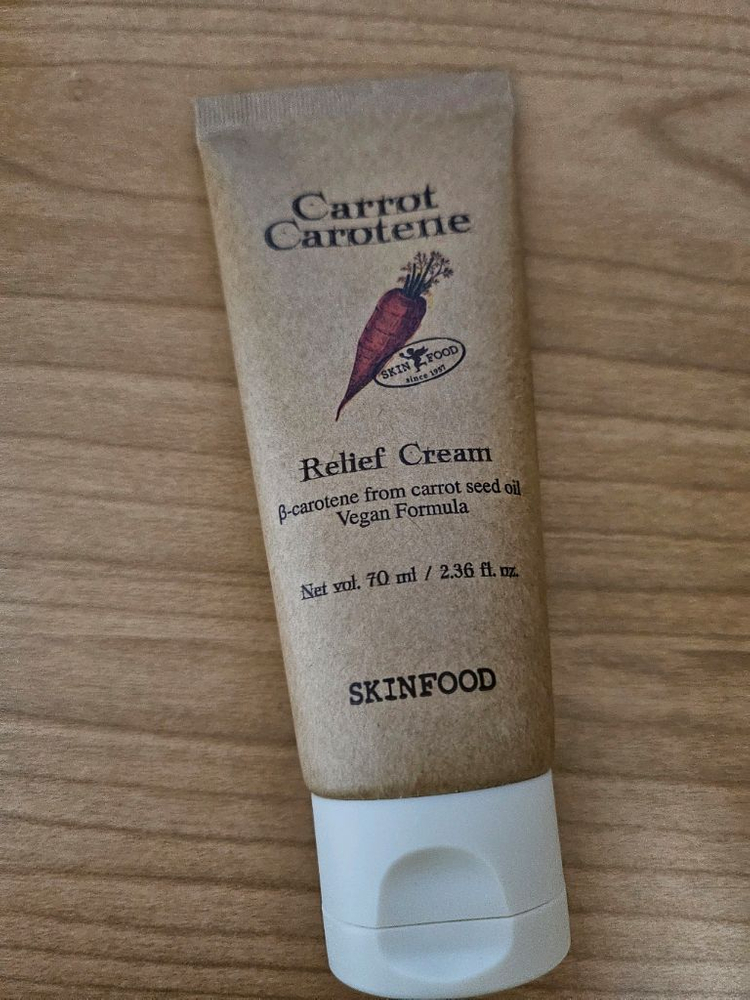 Carrot
Carotene
SKIN FOOD
since 1957
Relief Cream
β-carotene from carrot seed oil
Vegan Formula
Net vol. 70 ml / 2.36 fl. oz.
SKINFOOD